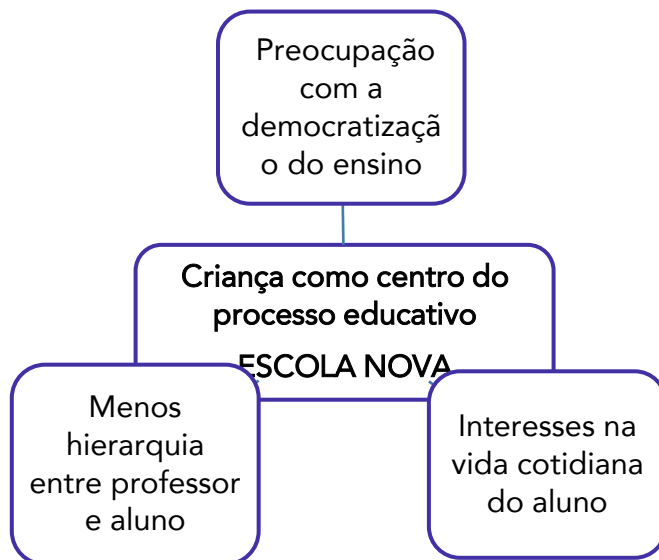 Preocupação
com a
democratizaçã
o do ensino
Criança como centro do
processo educativo
ESCOLA NOVA
Menos
hierarquia
entre professor
e aluno
Interesses na
vida cotidiana
do aluno